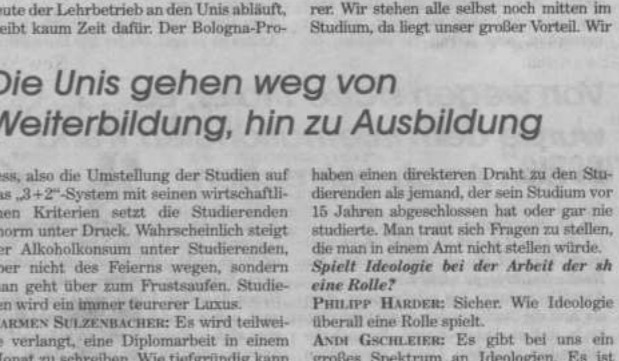 ute der Lehrbetrieb an den Unis abläuft,
eibt kaum Zeit dafür. Der Bologna-Pro-
Die Unis gehen weg von
Weiterbildung, hin zu Ausbildung
ess, also die Umstellung der Studien auf
as „3+2“-System mit seinen wirtschaftli-
hen Kriterien setzt die Studierenden
norm unter Druck. Wahrscheinlich steigt
er Alkoholkonsum unter Studierenden,
ber nicht des Feierns wegen, sondern
an geht über zum Frustsaufen. Studie-
en wird ein immer teurerer Luxus.
ARMEN SULZENBACHER: Es wird teilwei-
e verlangt, eine Diplomarbeit in einem
Monat zu schreiben. Wie tiefgründig kann
rer. Wir stehen alle selbst noch mitten im
Studium, da liegt unser großer Vorteil. Wir
haben einen direkteren Draht zu den Stu-
dierenden als jemand, der sein Studium vor
15 Jahren abgeschlossen hat oder gar nie
studierte. Man traut sich Fragen zu stellen,
die man in einem Amt nicht stellen würde.
Spielt Ideologie bei der Arbeit der sh
eine Rolle?
PHILIPP HARDER: Sicher. Wie Ideologie
überall eine Rolle spielt.
ANDI GSCHLEIER: Es gibt bei uns ein
großes Spektrum an Ideologien. Es ist